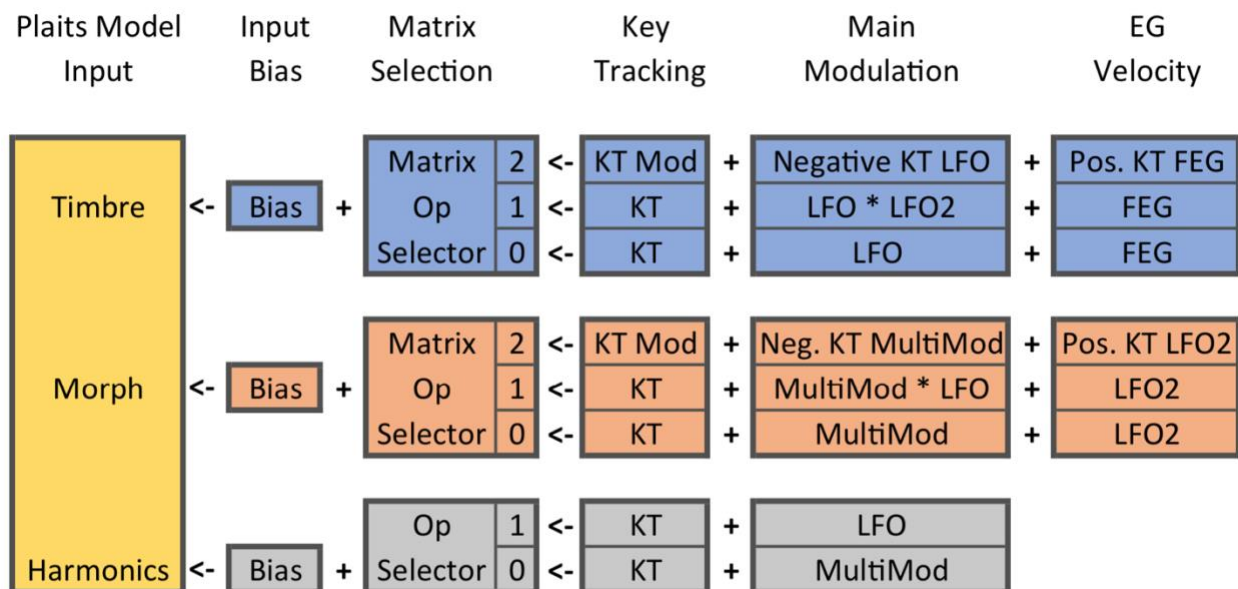 Plaits Model Input Matrix Key Main EG
Input Bias Selection Tracking Modulation Velocity
Matrix 2 <- KT Mod + Negative KT LFO + Pos. KT FEG
Timbre <- Bias + Op 1 <- KT + LFO * LFO2 + FEG
Selector 0 <- KT + LFO + FEG
Matrix 2 <- KT Mod + Neg. KT MultiMod + Pos. KT LFO2
Morph <- Bias + Op 1 <- KT + MultiMod * LFO + LFO2
Selector 0 <- KT + MultiMod + LFO2
Op 1 <- KT + LFO
Harmonics <- Bias + Selector 0 <- KT + MultiMod